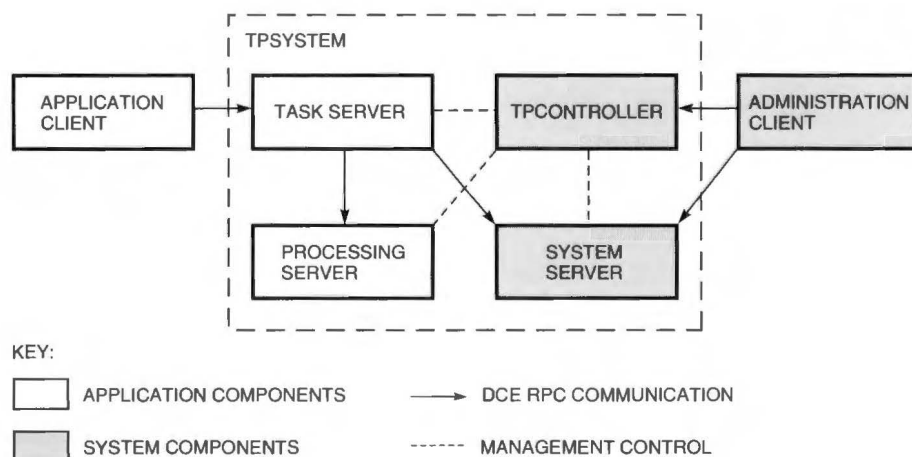 TPSYSTEM
APPLICATION
CLIENT
TASK SERVER
TPCONTROLLER
ADMINISTRATION
CLIENT
PROCESSING
SERVER
SYSTEM
SERVER
KEY:
APPLICATION COMPONENTS
DCE RPC COMMUNICATION
SYSTEM COMPONENTS
MANAGEMENT CONTROL